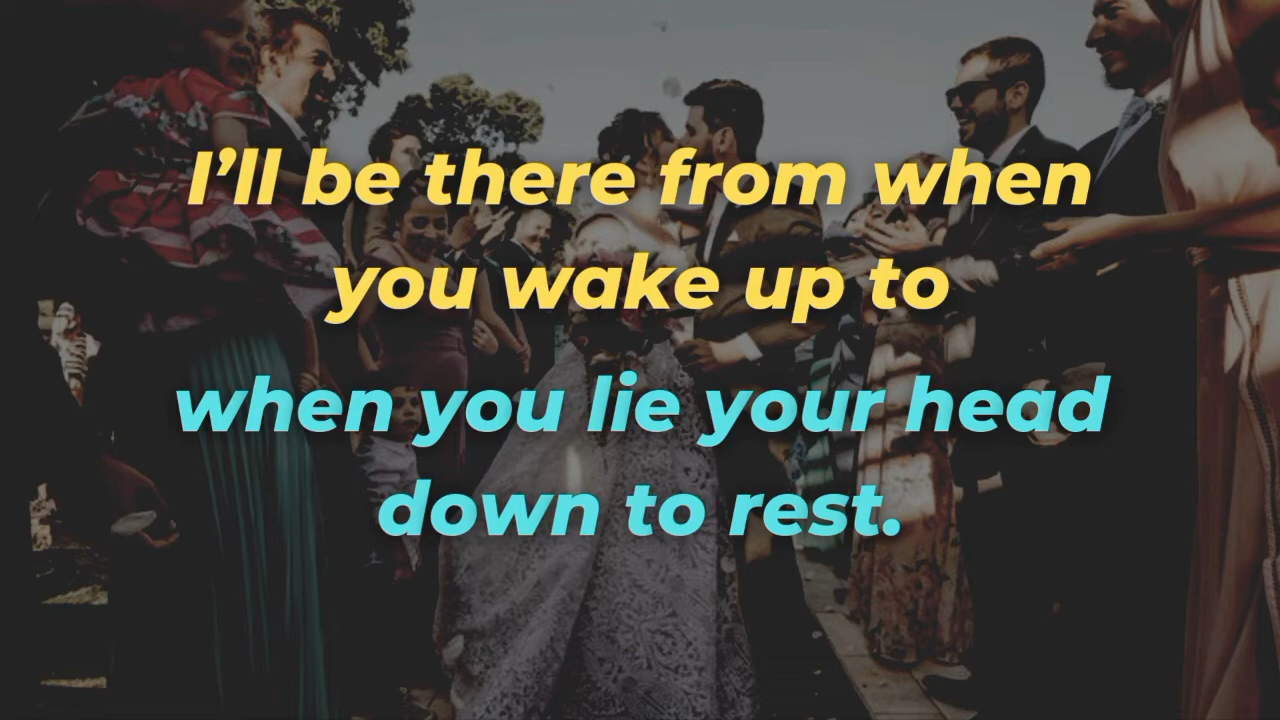 I’ll be there from when
you wake up to
when you lie your head
down to rest.